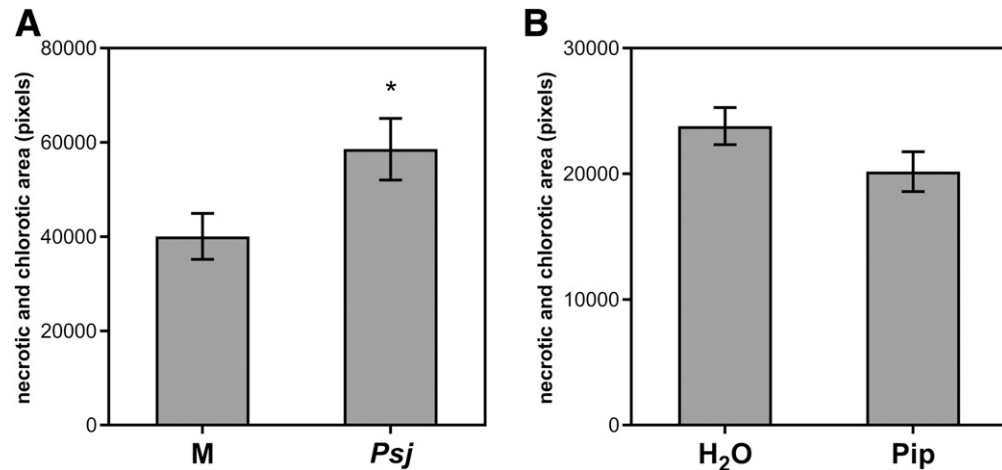 A
necrotic and chlorotic area (pixels)
80000
60000
40000
20000
0
*
M
Psj
B
necrotic and chlorotic area (pixels)
30000
20000
10000
0
H₂O
Pip